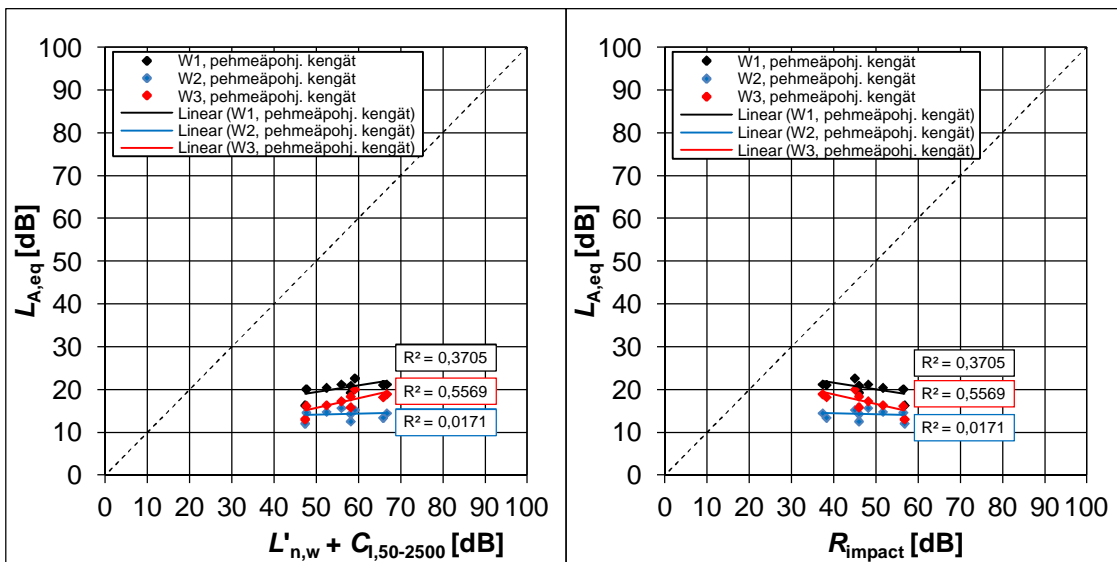 100
90
80
70
60
50
40
30
20
10
0
L_A,eq [dB]
W1, pehmeäpohj. kengät
W2, pehmeäpohj. kengät
W3, pehmeäpohj. kengät
Linear (W1, pehmeäpohj. kengät)
Linear (W2, pehmeäpohj. kengät)
Linear (W3, pehmeäpohj. kengät)
R² = 0,3705
R² = 0,5569
R² = 0,0171
0 10 20 30 40 50 60 70 80 90 100
L'n,w + CI,50-2500 [dB]
100
90
80
70
60
50
40
30
20
10
0
L_A,eq [dB]
W1, pehmeäpohj. kengät
W2, pehmeäpohj. kengät
W3, pehmeäpohj. kengät
Linear (W1, pehmeäpohj. kengät)
Linear (W2, pehmeäpohj. kengät)
Linear (W3, pehmeäpohj. kengät)
R² = 0,3705
R² = 0,5569
R² = 0,0171
0 10 20 30 40 50 60 70 80 90 100
Rimpact [dB]